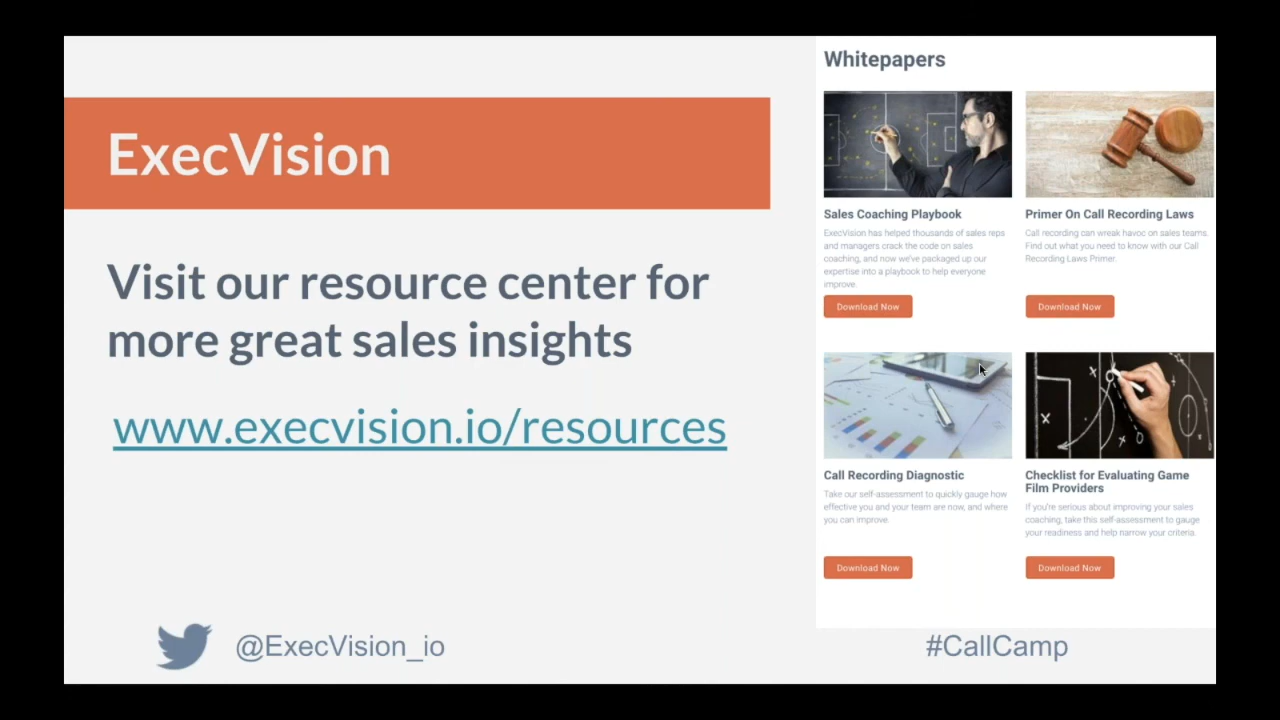 ExecVision
Visit our resource center for
more great sales insights
www.execvision.io/resources
Whitepapers
Sales Coaching Playbook
ExecVision has helped thousands of sales reps
and managers crack the code on sales
coaching, and now we've packaged up our
expertise into a playbook to help everyone
improve.
Download Now
Primer On Call Recording Laws
Call recording can wreak havoc on sales teams.
Find out what you need to know with our Call
Recording Laws Primer.
Download Now
Call Recording Diagnostic
Take our self-assessment to quickly gauge how
effective you and your team are now, and where
you can improve.
Download Now
Checklist for Evaluating Game
Film Providers
If you're serious about improving your sales
coaching, take this self-assessment to gauge
your readiness and help narrow your criteria.
Download Now
@ExecVision_io
#CallCamp